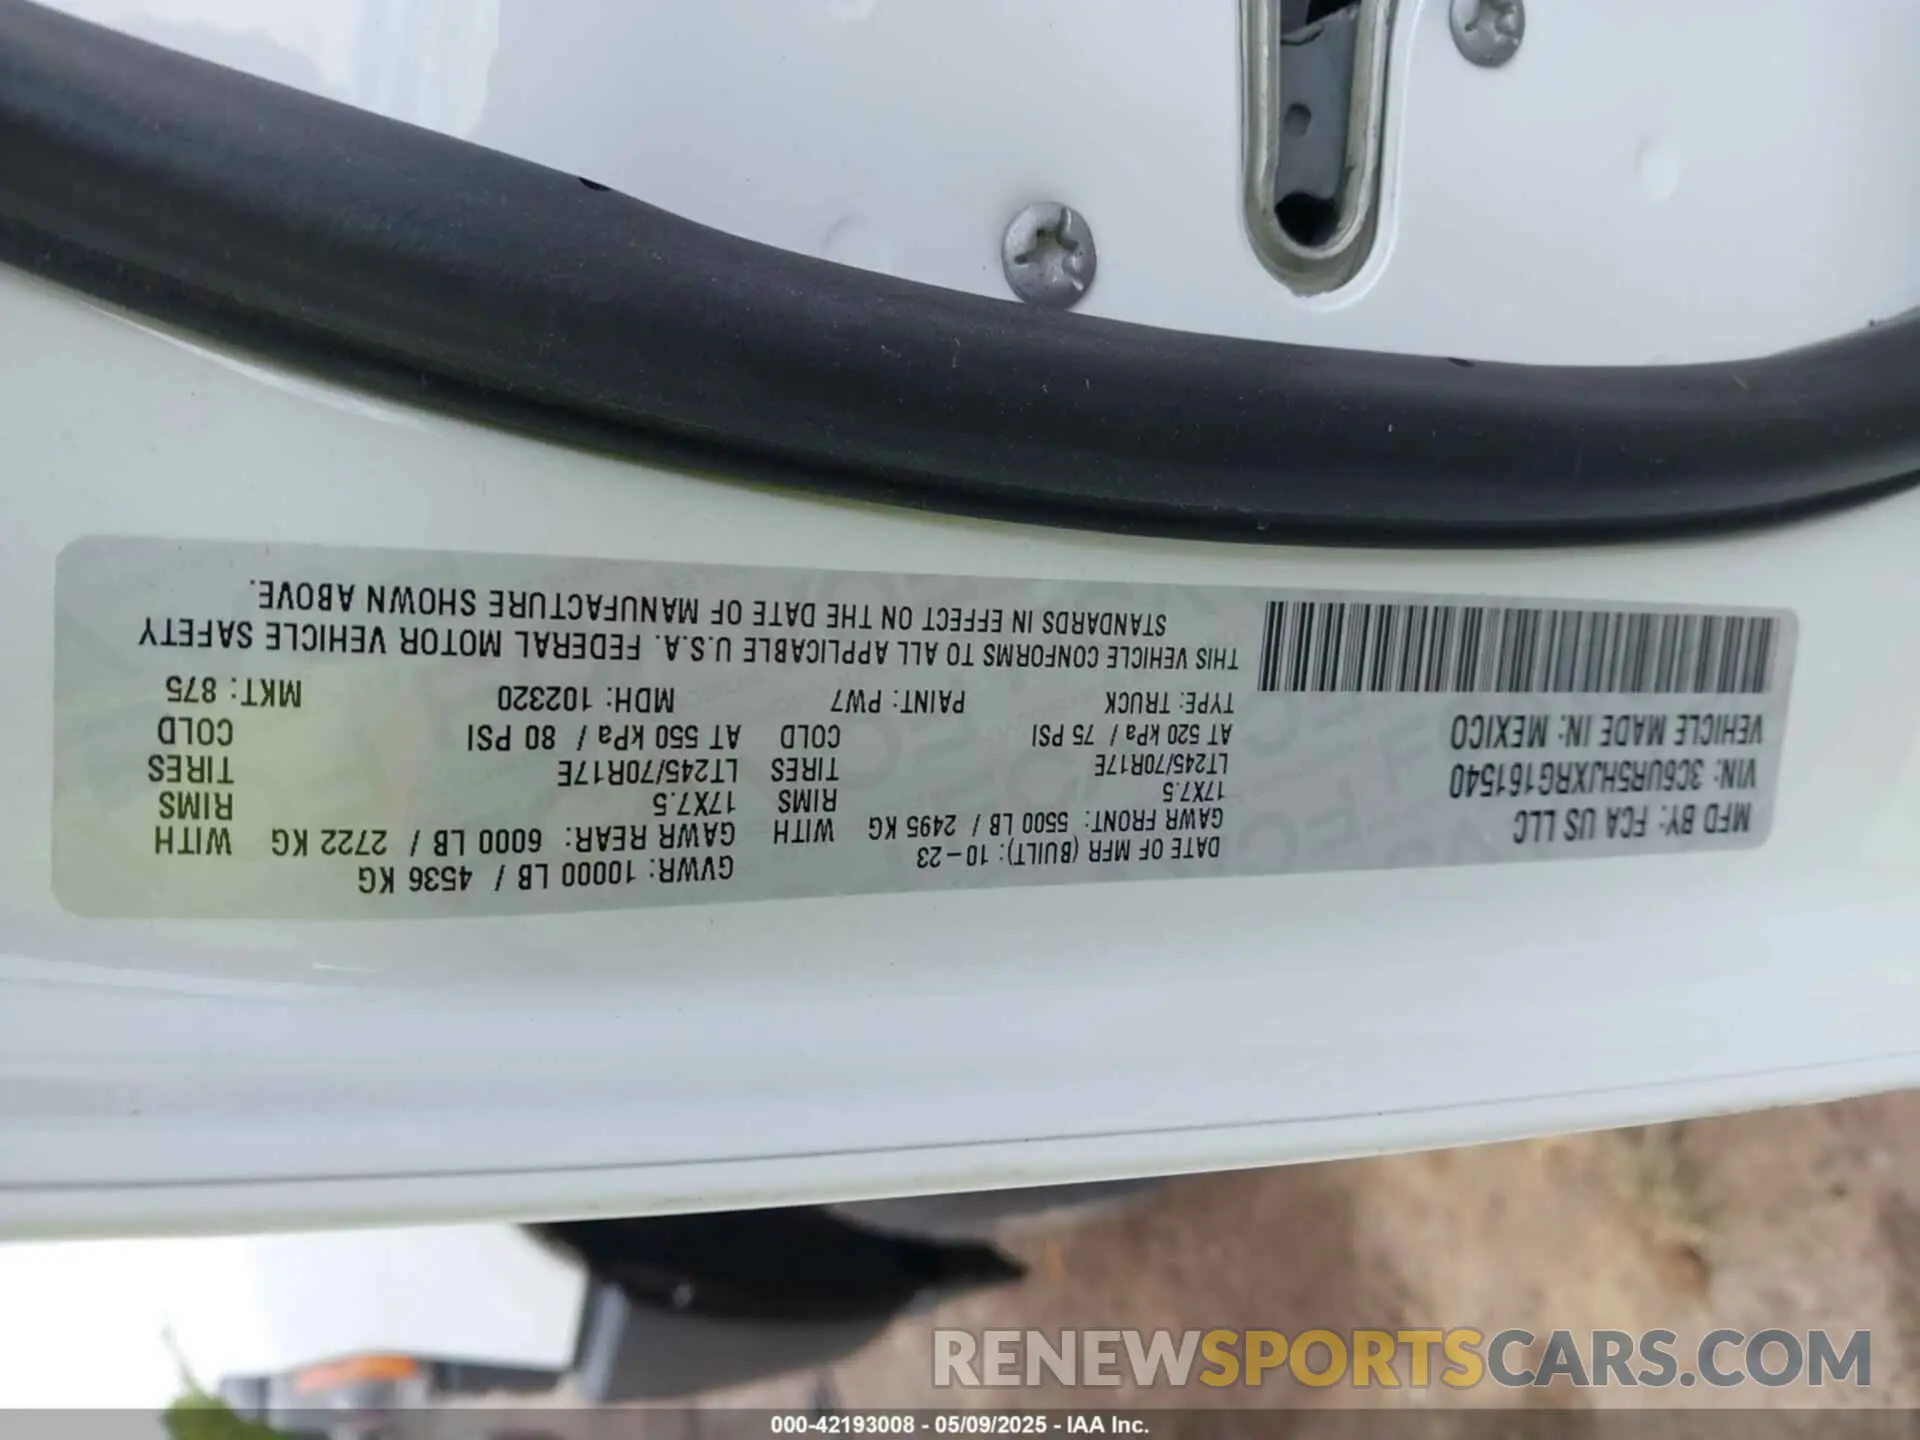 MFD BY: FCA US LLC
VIN: 3C6UR5HJXRG161540
VEHICLE MADE IN: MEXICO
DATE OF MFR (BUILT): 10-23
GVWR: 10000 LB / 4536 KG
GAWR FRONT: 5500 LB / 2495 KG WITH
GAWR REAR: 6000 LB / 2722 KG WITH
17X7.5 RIMS
17X7.5 RIMS
LT245/70R17E TIRES
LT245/70R17E TIRES
AT 520 kPa / 75 PSI COLD
AT 550 kPa / 80 PSI COLD
TYPE: TRUCK PAINT: PW7 MDH: 102320 MKT: 875
THIS VEHICLE CONFORMS TO ALL APPLICABLE U.S.A. FEDERAL MOTOR VEHICLE SAFETY
STANDARDS IN EFFECT ON THE DATE OF MANUFACTURE SHOWN ABOVE.
RENEWSPORTSCARS.COM
000-42193008 - 05/09/2025 - IAA Inc.